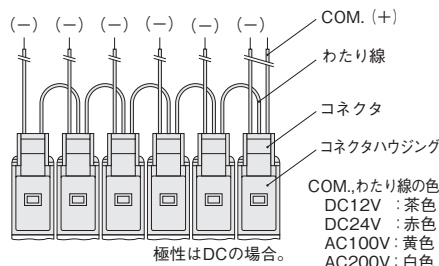 (−) (−) (−) (−) (−) (−)
COM. (+)
わたり線
コネクタ
コネクタハウジング
COM.,わたり線の色
DC12V :茶色
DC24V :赤色
AC100V:黄色
AC200V:白色
極性はDCの場合。